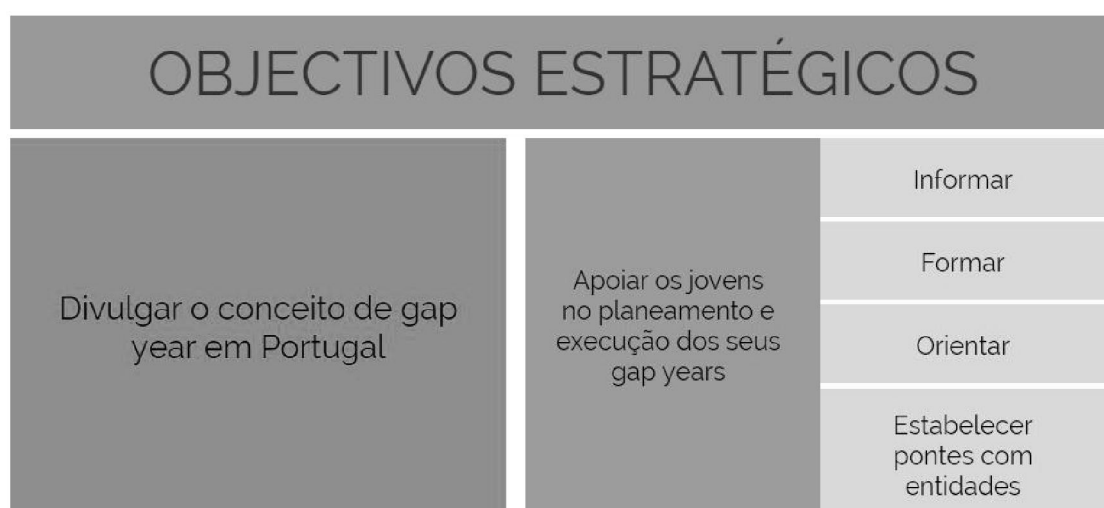 OBJECTIVOS ESTRATÉGICOS
Divulgar o conceito de gap
year em Portugal
Apoiar os jovens
no planeamento e
execução dos seus
gap years
Informar
Formar
Orientar
Estabelecer
pontes com
entidades